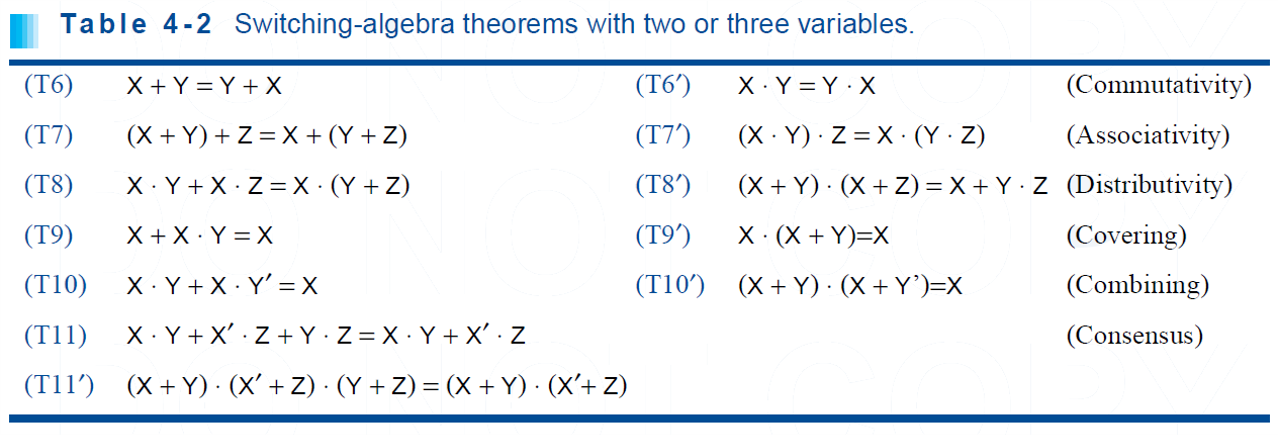 Table 4-2 Switching-algebra theorems with two or three variables.
(T6) X + Y = Y + X (T6′) X · Y = Y · X (Commutativity)
(T7) (X + Y) + Z = X + (Y + Z) (T7′) (X · Y) · Z = X · (Y · Z) (Associativity)
(T8) X · Y + X · Z = X · (Y + Z) (T8′) (X + Y) · (X + Z) = X + Y · Z (Distributivity)
(T9) X + X · Y = X (T9′) X · (X + Y)=X (Covering)
(T10) X · Y + X · Y′ = X (T10′) (X + Y) · (X + Y’)=X (Combining)
(T11) X · Y + X′ · Z + Y · Z = X · Y + X′ · Z (Consensus)
(T11′) (X + Y) · (X′ + Z) · (Y + Z) = (X + Y) · (X′+ Z)